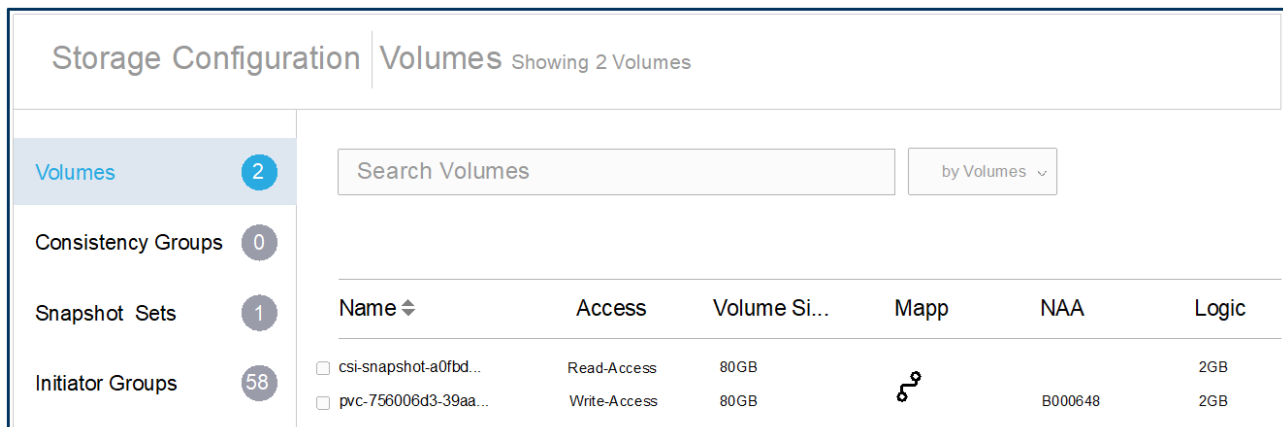 Storage Configuration Volumes Showing 2 Volumes
Volumes 2
Search Volumes by Volumes
Consistency Groups 0
Snapshot Sets 1
Name Access Volume Si... Mapp NAA Logic
csi-snapshot-a0fbd... Read-Access 80GB 2GB
Initiator Groups 58
pvc-756006d3-39aa... Write-Access 80GB B000648 2GB